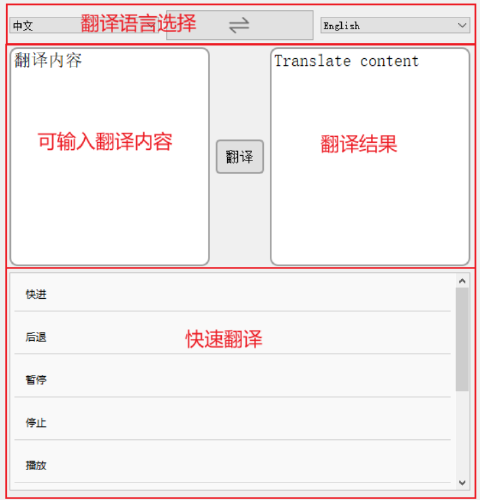 中文
翻译语言选择
English
翻译内容
Translate content
可输入翻译内容
翻译
翻译结果
快进
后退
快速翻译
暂停
停止
播放